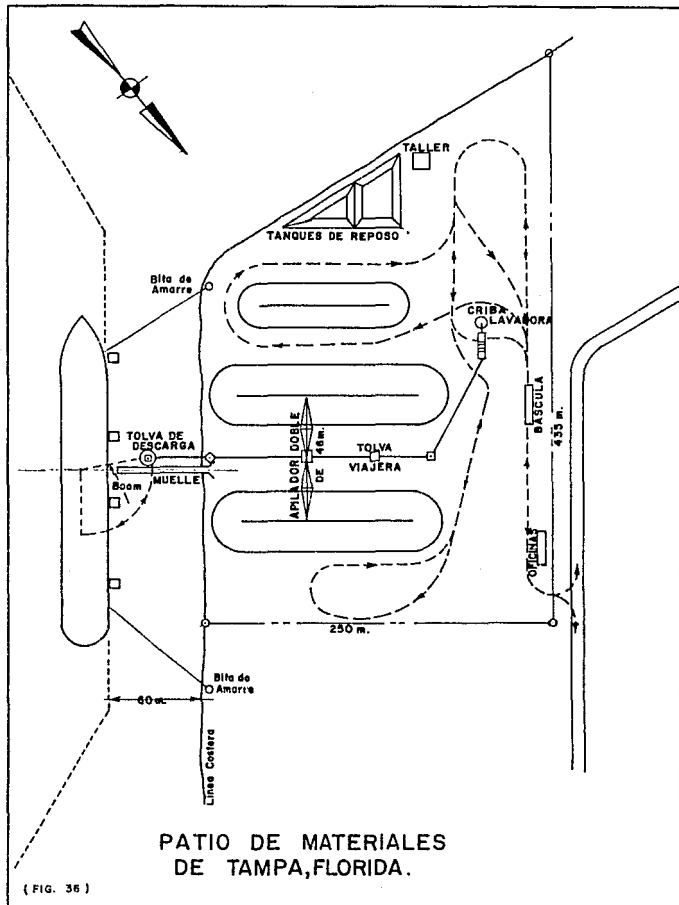 TALLER
TANQUES DE REPOSO
Bita de
Amarre
CRIBA
LAVADORA
BASCULA
435 m.
TOLVA DE
DESCARGA
MUELLE
Boom
APILADOR DOBLE
DE 46m.
TOLVA
VIAJERA
OFICINAS
250 m.
Bita de
Amarre
60 m.
Linea Costera
PATIO DE MATERIALES
DE TAMPA, FLORIDA.
( FIG. 36 )